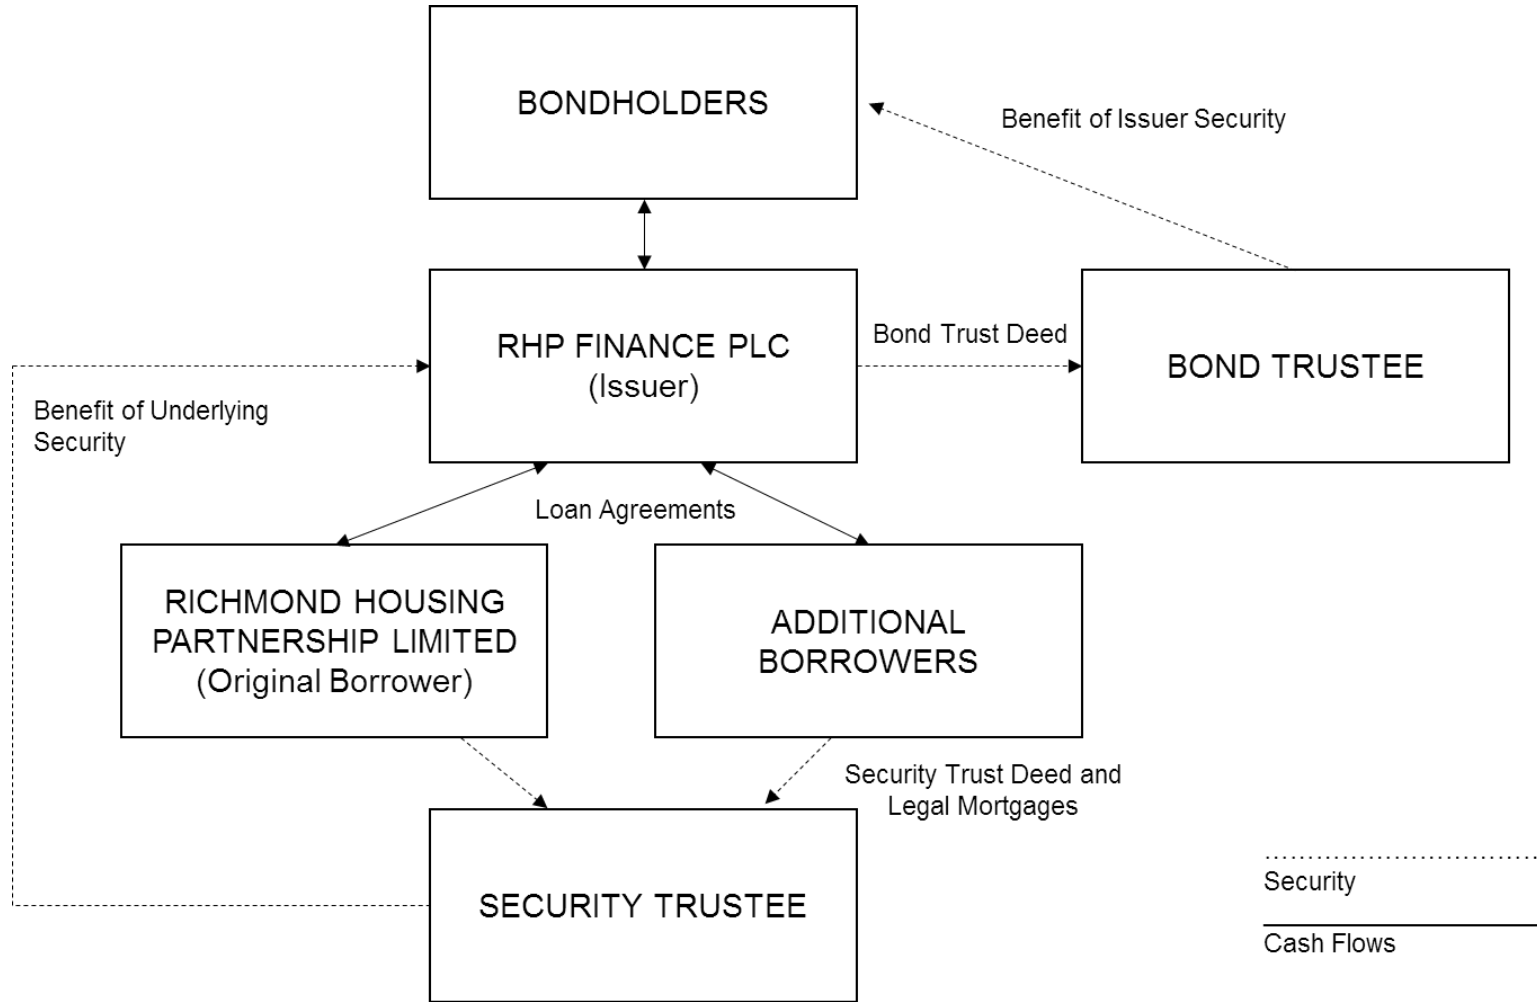 BONDHOLDERS
Benefit of Issuer Security
RHP FINANCE PLC
(Issuer)
Bond Trust Deed
BOND TRUSTEE
Benefit of Underlying
Security
Loan Agreements
RICHMOND HOUSING
PARTNERSHIP LIMITED
(Original Borrower)
ADDITIONAL
BORROWERS
Security Trust Deed and
Legal Mortgages
SECURITY TRUSTEE
Security
Cash Flows